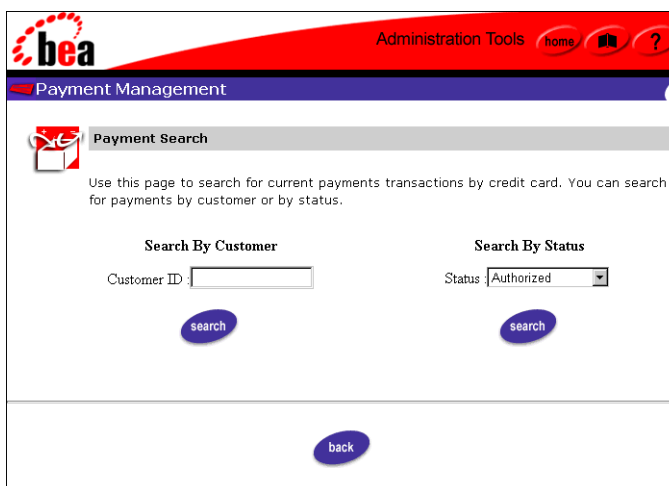 bea
Administration Tools home ?
Payment Management
Payment Search
Use this page to search for current payments transactions by credit card. You can search
for payments by customer or by status.
Search By Customer Search By Status
Customer ID : Status : Authorized
search search
back